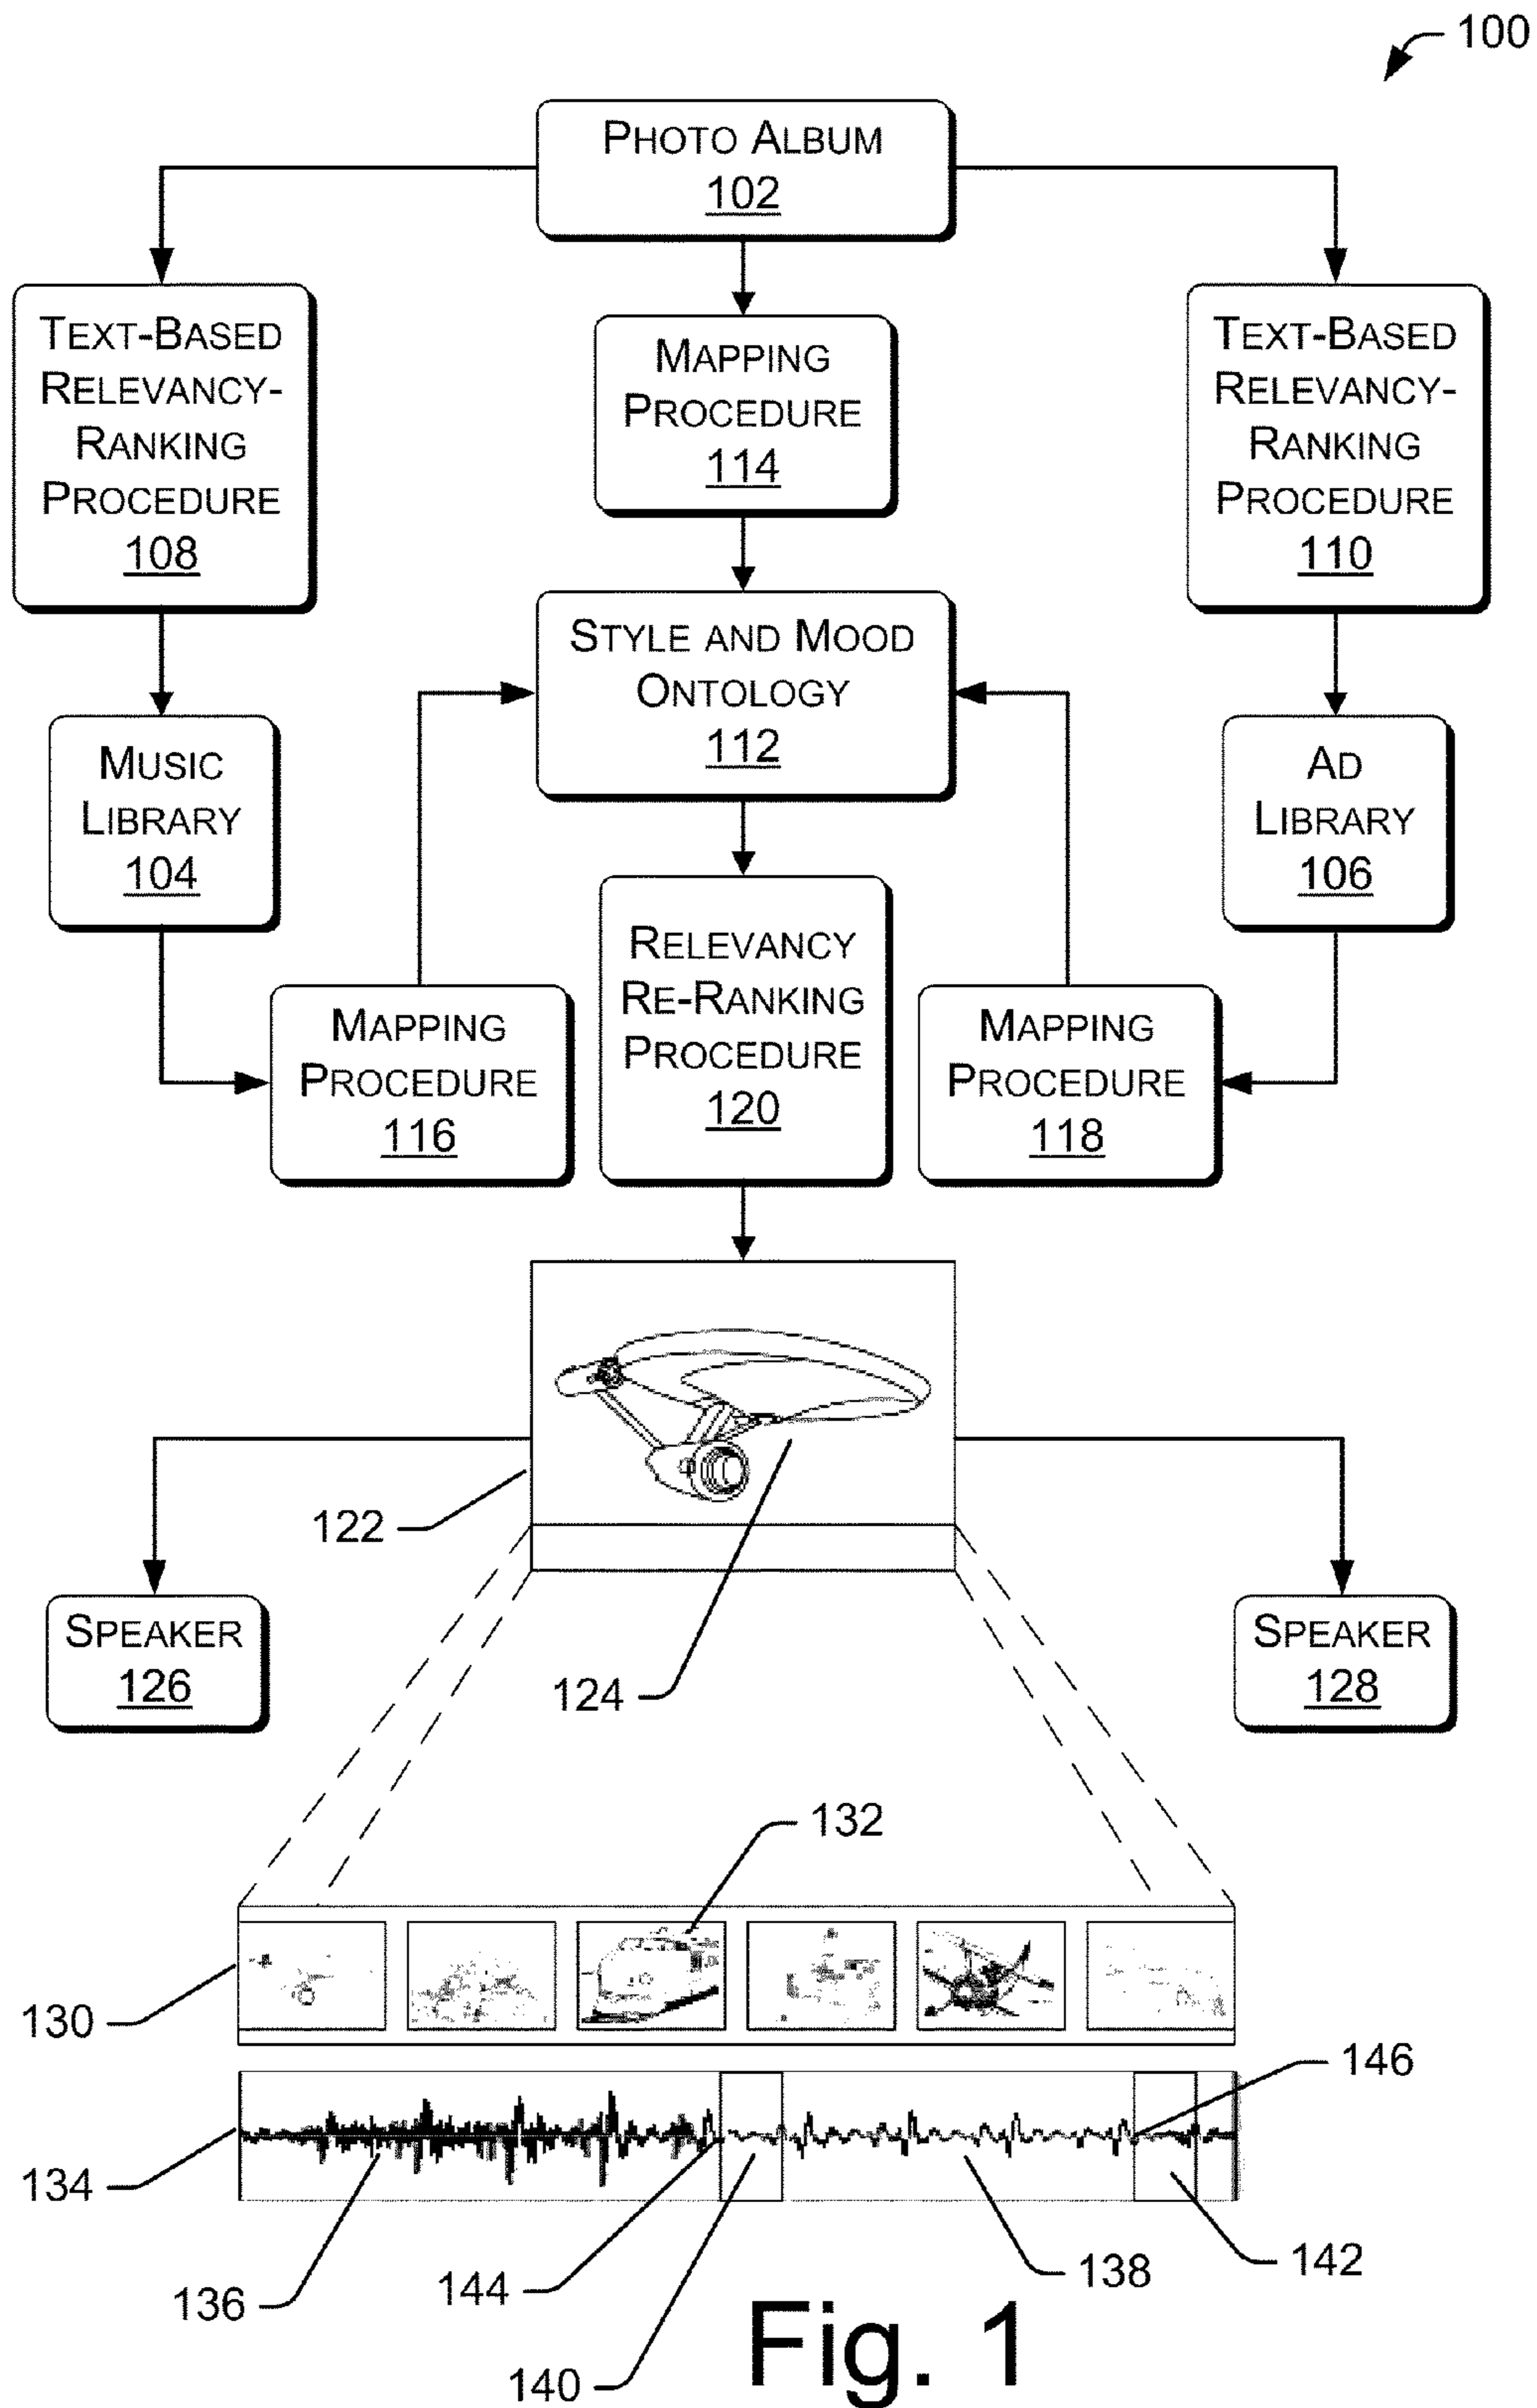 100
PHOTO ALBUM
102
TEXT-BASED
RELEVANCY-
RANKING
PROCEDURE
108
MAPPING
PROCEDURE
114
TEXT-BASED
RELEVANCY-
RANKING
PROCEDURE
110
STYLE AND MOOD
ONTOLOGY
112
MUSIC
LIBRARY
104
AD
LIBRARY
106
MAPPING
PROCEDURE
116
RELEVANCY
RE-RANKING
PROCEDURE
120
MAPPING
PROCEDURE
118
122
124
SPEAKER
126
SPEAKER
128
132
130
146
134
136
144
140
138
142
Fig. 1